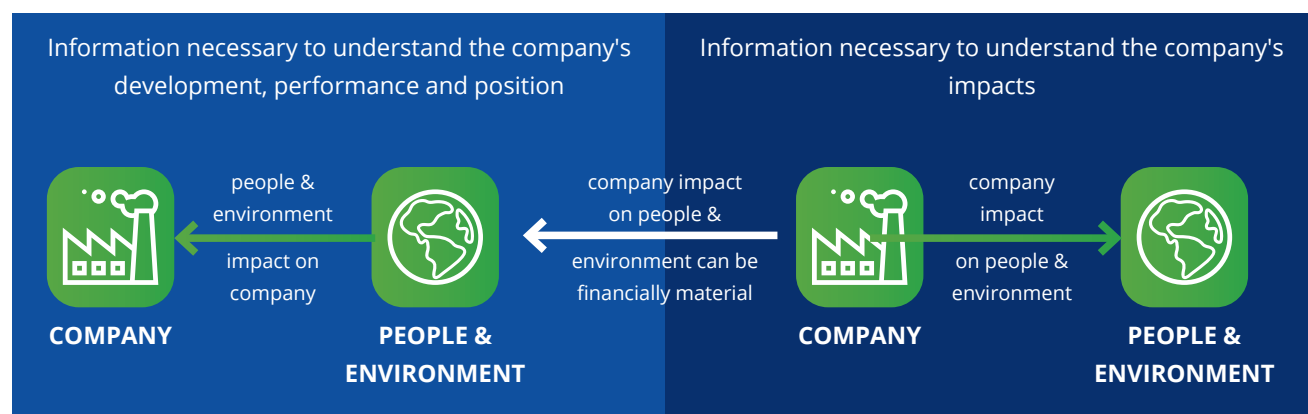 Information necessary to understand the company's
development, performance and position
Information necessary to understand the company's
impacts
people &
environment
impact on
company
company impact
on people &
environment can be
financially material
company
impact
on people &
environment
COMPANY
PEOPLE &
ENVIRONMENT
COMPANY
PEOPLE &
ENVIRONMENT